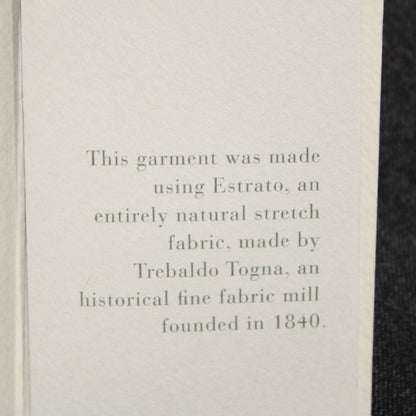 This garment was made
using Estrato, an
entirely natural stretch
fabric, made by
Trebaldo Togna, an
historical fine fabric mill
founded in 1840.